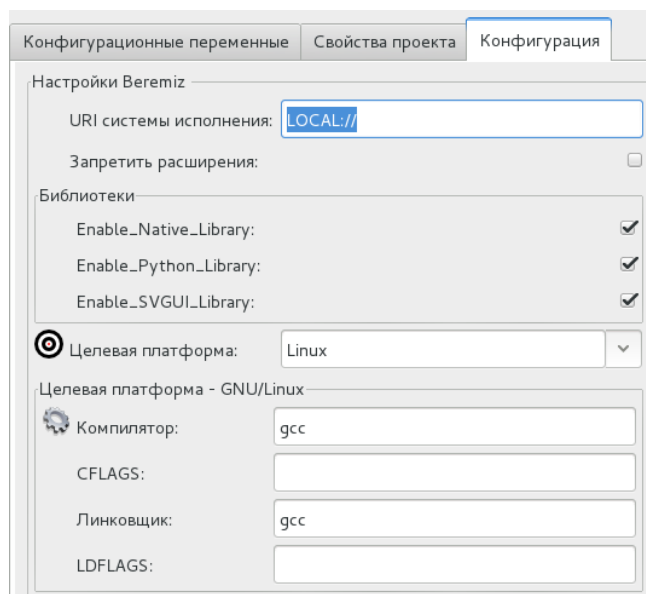 Конфигурационные переменные Свойства проекта Конфигурация
Настройки Beremiz
URI системы исполнения: LOCAL://
Запретить расширения:
Библиотеки
Enable_Native_Library:
Enable_Python_Library:
Enable_SVGUI_Library:
Целевая платформа: Linux
Целевая платформа - GNU/Linux
Компилятор: gcc
CFLAGS:
Линковщик: gcc
LDFLAGS: